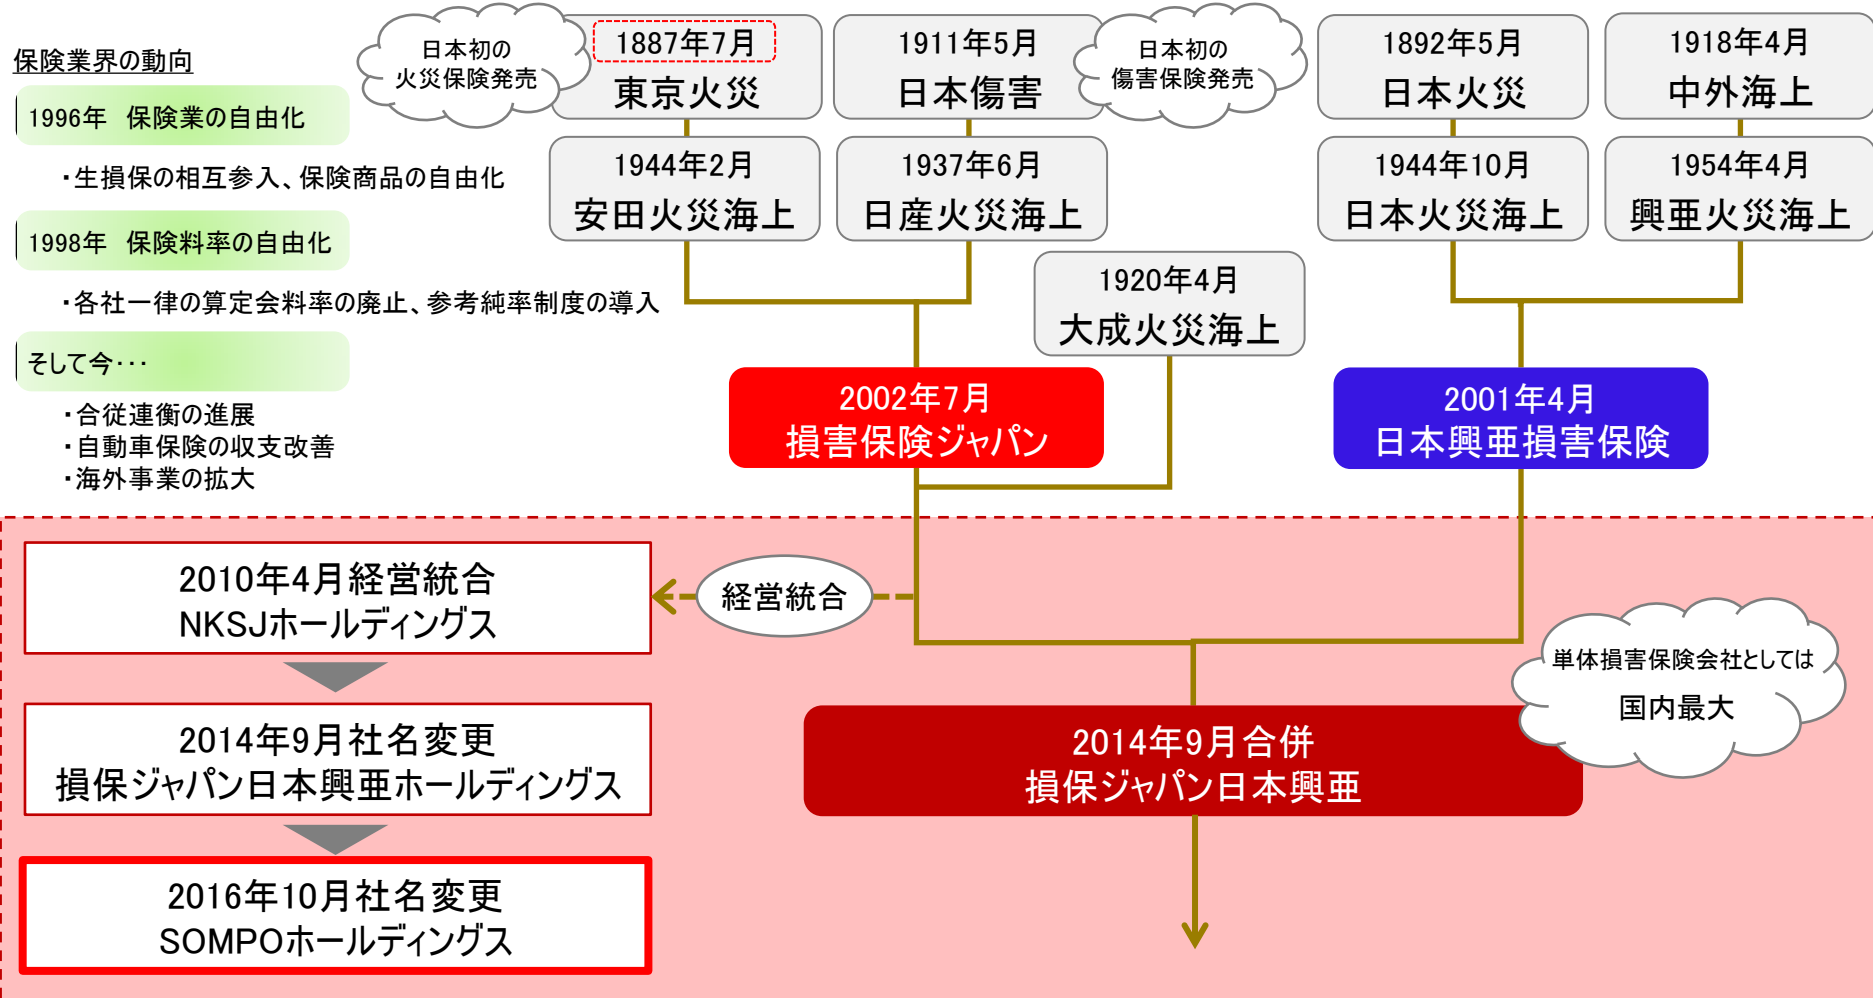 保険業界の動向
1996年 保険業の自由化
・生損保の相互参入、保険商品の自由化
1998年 保険料率の自由化
・各社一律の算定会料率の廃止、参考純率制度の導入
そして今･･･
・合従連衡の進展
・自動車保険の収支改善
・海外事業の拡大
日本初の
火災保険発売
1887年7月
東京火災
1911年5月
日本傷害
日本初の
傷害保険発売
1892年5月
日本火災
1918年4月
中外海上
1944年2月
安田火災海上
1937年6月
日産火災海上
1944年10月
日本火災海上
1954年4月
興亜火災海上
1920年4月
大成火災海上
2002年7月
損害保険ジャパン
2001年4月
日本興亜損害保険
2010年4月経営統合
NKSJホールディングス
経営統合
2014年9月社名変更
損保ジャパン日本興亜ホールディングス
2016年10月社名変更
SOMPOホールディングス
2014年9月合併
損保ジャパン日本興亜
単体損害保険会社としては
国内最大